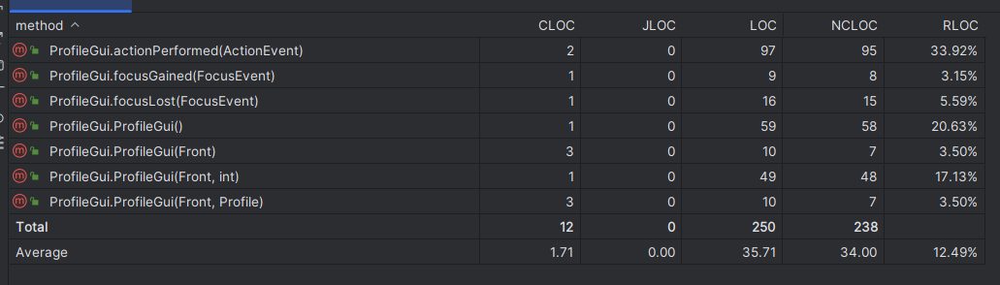 method CLOC JLOC LOC NCLOC RLOC
ProfileGui.actionPerformed(ActionEvent) 2 0 97 95 33.92%
ProfileGui.focusGained(FocusEvent) 1 0 9 8 3.15%
ProfileGui.focusLost(FocusEvent) 1 0 16 15 5.59%
ProfileGui.ProfileGui() 1 0 59 58 20.63%
ProfileGui.ProfileGui(Front) 3 0 10 7 3.50%
ProfileGui.ProfileGui(Front, int) 1 0 49 48 17.13%
ProfileGui.ProfileGui(Front, Profile) 3 0 10 7 3.50%
Total 12 0 250 238
Average 1.71 0.00 35.71 34.00 12.49%